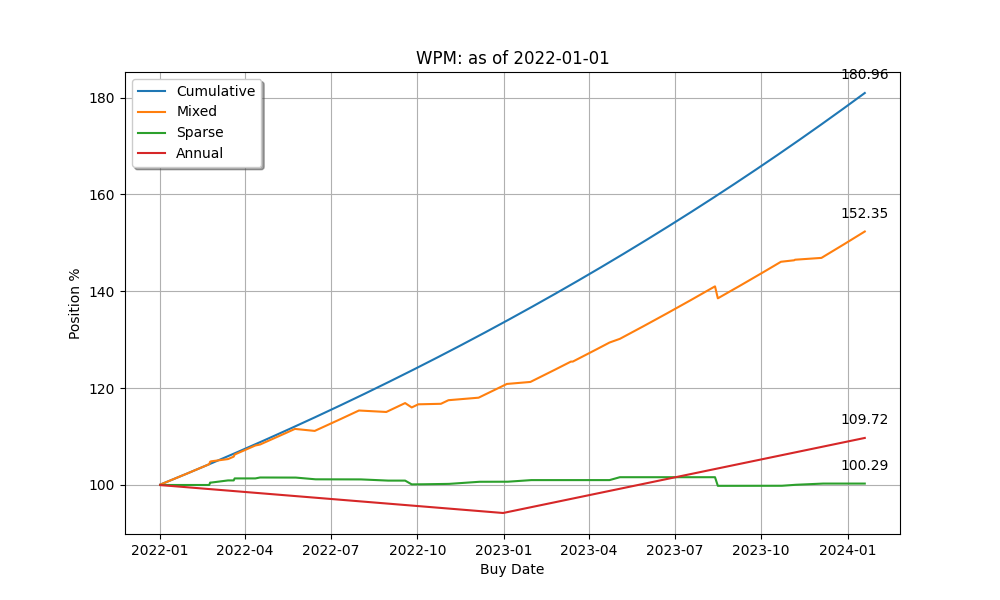 WPM: as of 2022-01-01
180.96
180
Cumulative
Mixed
Sparse
Annual
160
152.35
140
120
109.72
100.29
100
Position %
2022-01 2022-04 2022-07 2022-10 2023-01 2023-04 2023-07 2023-10 2024-01
Buy Date